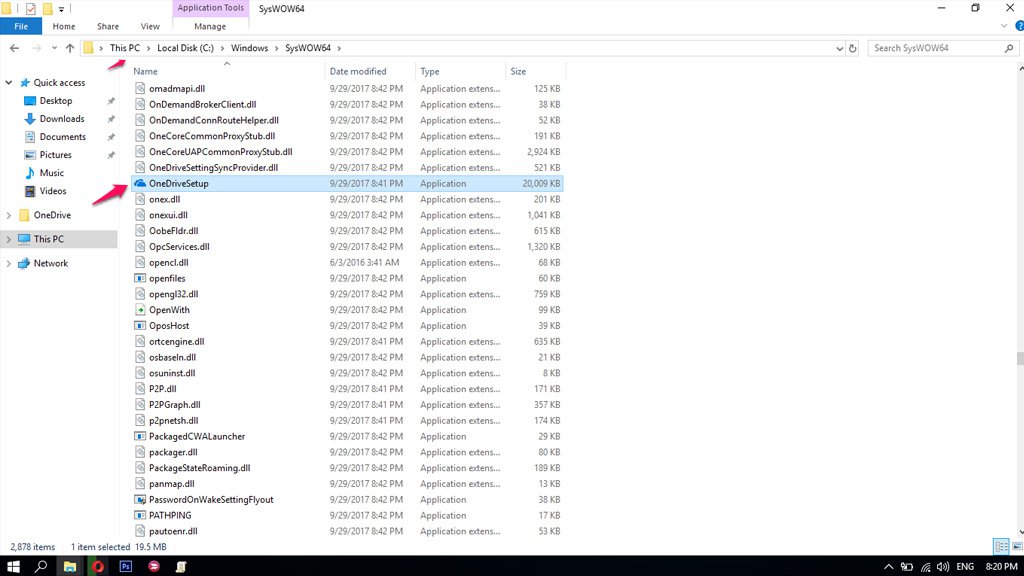 Application Tools SysWOW64
File Home Share View Manage
This PC Local Disk (C:) Windows SysWOW64 Search SysWOW64
Name Date modified Type Size
Quick access
Desktop
Downloads
Documents
Pictures
Music
Videos
OneDrive
This PC
Network
omadmapi.dll 9/29/2017 8:42 PM Application extens... 125 KB
OnDemandBrokerClient.dll 9/29/2017 8:42 PM Application extens... 38 KB
OnDemandConnRouteHelper.dll 9/29/2017 8:42 PM Application extens... 52 KB
OneCoreCommonProxyStub.dll 9/29/2017 8:42 PM Application extens... 191 KB
OneCoreUAPCommonProxyStub.dll 9/29/2017 8:42 PM Application extens... 2,924 KB
OneDriveSettingSyncProvider.dll 9/29/2017 8:42 PM Application extens... 521 KB
OneDriveSetup 9/29/2017 8:41 PM Application 20,009 KB
onex.dll 9/29/2017 8:42 PM Application extens... 201 KB
onexui.dll 9/29/2017 8:42 PM Application extens... 1,041 KB
OobeFldr.dll 9/29/2017 8:42 PM Application extens... 615 KB
OpcServices.dll 9/29/2017 8:42 PM Application extens... 1,320 KB
opencl.dll 6/3/2016 3:41 AM Application extens... 68 KB
openfiles 9/29/2017 8:42 PM Application 60 KB
opengl32.dll 9/29/2017 8:42 PM Application extens... 759 KB
OpenWith 9/29/2017 8:42 PM Application 99 KB
OposHost 9/29/2017 8:42 PM Application 39 KB
ortcengine.dll 9/29/2017 8:41 PM Application extens... 635 KB
osbaseln.dll 9/29/2017 8:42 PM Application extens... 21 KB
osuninst.dll 9/29/2017 8:42 PM Application extens... 8 KB
P2P.dll 9/29/2017 8:41 PM Application extens... 171 KB
P2PGraph.dll 9/29/2017 8:41 PM Application extens... 357 KB
p2pnetsh.dll 9/29/2017 8:41 PM Application extens... 174 KB
PackagedCWALauncher 9/29/2017 8:42 PM Application 29 KB
packager.dll 9/29/2017 8:42 PM Application extens... 80 KB
PackageStateRoaming.dll 9/29/2017 8:42 PM Application extens... 189 KB
panmap.dll 9/29/2017 8:42 PM Application extens... 13 KB
PasswordOnWakeSettingFlyout 9/29/2017 8:42 PM Application 38 KB
PATHPING 9/29/2017 8:42 PM Application 17 KB
pautoenr.dll 9/29/2017 8:42 PM Application extens... 53 KB
2,878 items 1 item selected 19.5 MB
Ps ENG 8:20 PM